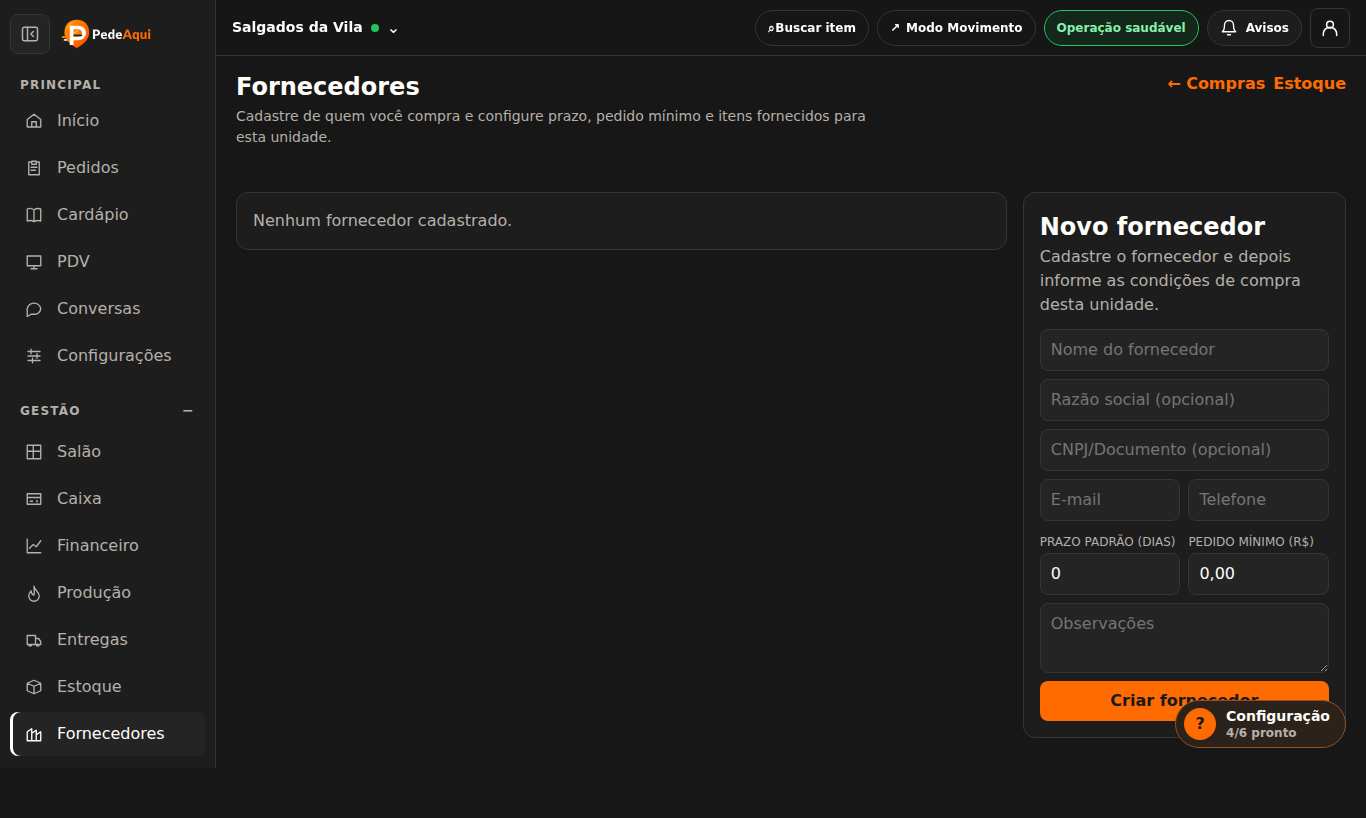 PedeAqui
PRINCIPAL
Início
Pedidos
Cardápio
PDV
Conversas
Configurações
GESTÃO
Salão
Caixa
Financeiro
Produção
Entregas
Estoque
Fornecedores
Salgados da Vila
Buscar item
↗ Modo Movimento
Operação saudável
Avisos
Fornecedores
← Compras Estoque
Cadastre de quem você compra e configure prazo, pedido mínimo e itens fornecidos para
esta unidade.
Nenhum fornecedor cadastrado.
Novo fornecedor
Cadastre o fornecedor e depois
informe as condições de compra
desta unidade.
Nome do fornecedor
Razão social (opcional)
CNPJ/Documento (opcional)
E-mail
Telefone
PRAZO PADRÃO (DIAS) PEDIDO MÍNIMO (R$)
0
0,00
Observações
Criar fornecedor
? Configuração
4/6 pronto